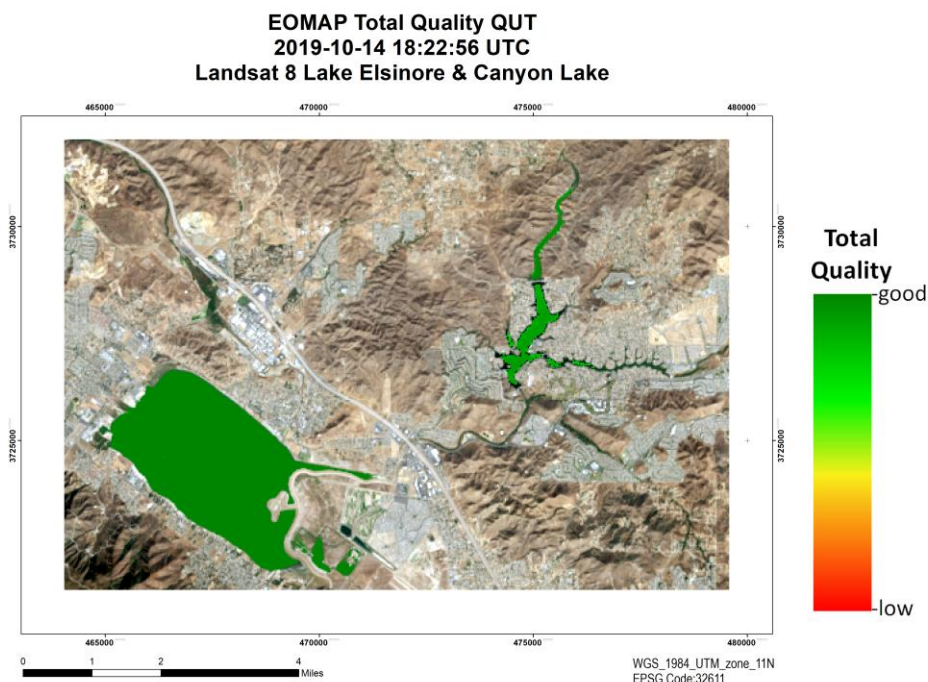 EOMAP Total Quality QUT
2019-10-14 18:22:56 UTC
Landsat 8 Lake Elsinore & Canyon Lake
465000 470000 475000 480000
3730000 3730000
3725000 3725000
Total
Quality
good
low
465000 470000 475000 480000
0 1 2 4
Miles
WGS_1984_UTM_zone_11N
EPSG Code:32611